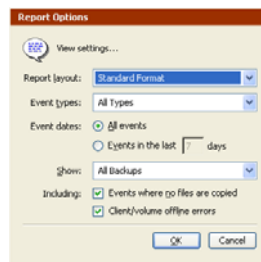 Report Options
View settings...
Report layout: Standard Format
Event types: All Types
Event dates: All events
Events in the last 7 days
Show: All Backups
Including: Events where no files are copied
Client/volume offline errors
OK Cancel